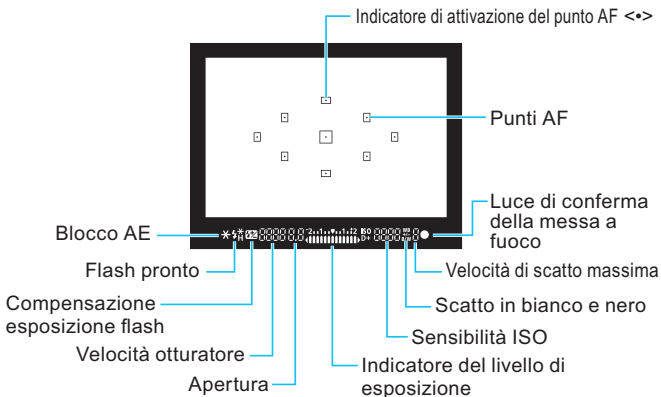 Indicatore di attivazione del punto AF <•>
Punti AF
Luce di conferma
della messa a
fuoco
Blocco AE
Flash pronto
Velocità di scatto massima
Compensazione
esposizione flash
Scatto in bianco e nero
Sensibilità ISO
Velocità otturatore
Indicatore del livello di
esposizione
Apertura